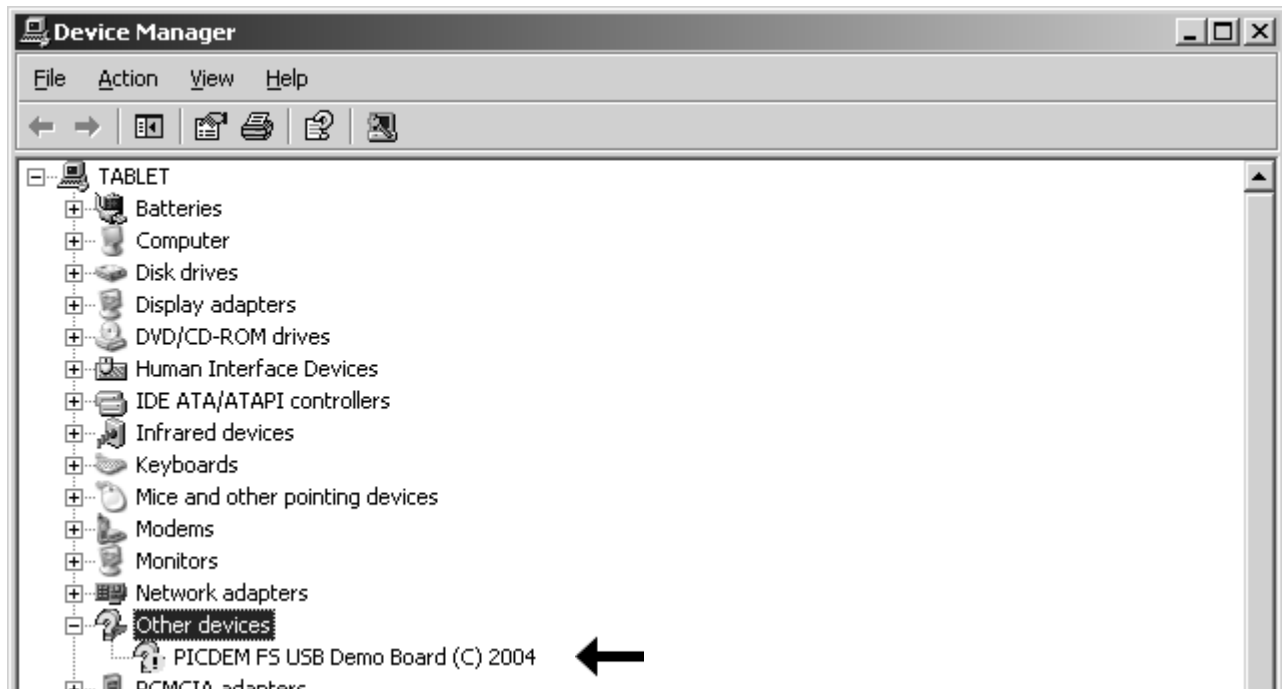 Device Manager
File Action View Help
TABLET
Batteries
Computer
Disk drives
Display adapters
DVD/CD-ROM drives
Human Interface Devices
IDE ATA/ATAPI controllers
Infrared devices
Keyboards
Mice and other pointing devices
Modems
Monitors
Network adapters
Other devices
PICDEM FS USB Demo Board (C) 2004
PCMCIA adapters